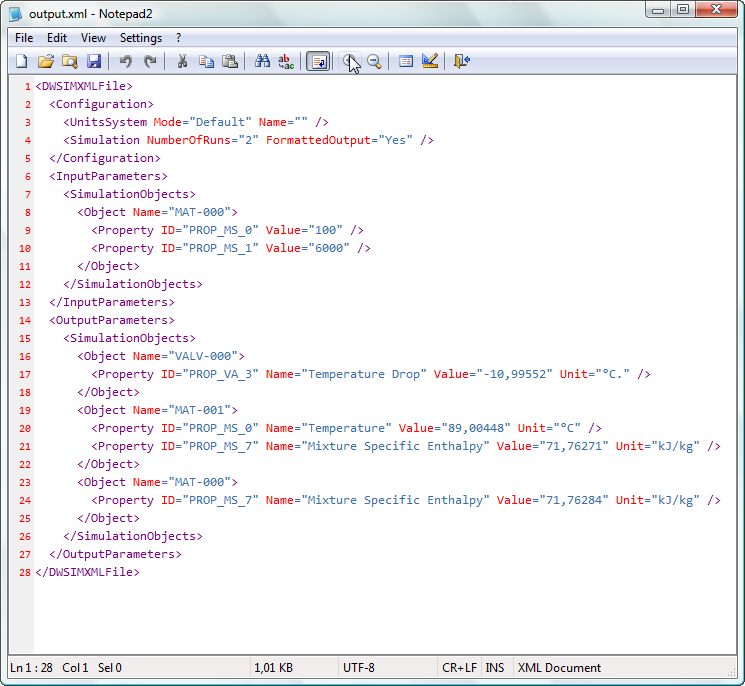 output.xml - Notepad2
File Edit View Settings ?
1 <DWSIMXMLFile>
2 <Configuration>
3 <UnitsSystem Mode="Default" Name="" />
4 <Simulation NumberOfRuns="2" FormattedOutput="Yes" />
5 </Configuration>
6 <InputParameters>
7 <SimulationObjects>
8 <Object Name="MAT-000">
9 <Property ID="PROP_MS_0" Value="100" />
10 <Property ID="PROP_MS_1" Value="6000" />
11 </Object>
12 </SimulationObjects>
13 </InputParameters>
14 <OutputParameters>
15 <SimulationObjects>
16 <Object Name="VALV-000">
17 <Property ID="PROP_VA_3" Name="Temperature Drop" Value="-10,99552" Unit="°C." />
18 </Object>
19 <Object Name="MAT-001">
20 <Property ID="PROP_MS_0" Name="Temperature" Value="89,00448" Unit="°C" />
21 <Property ID="PROP_MS_7" Name="Mixture Specific Enthalpy" Value="71,76271" Unit="kJ/kg" />
22 </Object>
23 <Object Name="MAT-000">
24 <Property ID="PROP_MS_7" Name="Mixture Specific Enthalpy" Value="71,76284" Unit="kJ/kg" />
25 </Object>
26 </SimulationObjects>
27 </OutputParameters>
28 </DWSIMXMLFile>
Ln 1 : 28 Col 1 Sel 0 1,01 KB UTF-8 CR+LF INS XML Document